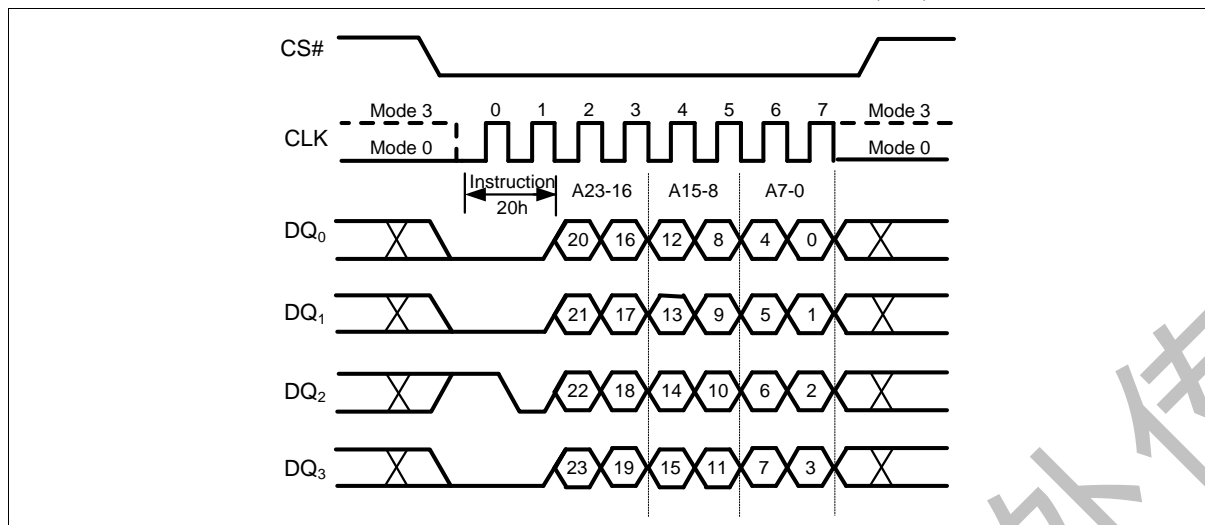 CS#
Mode 3 0 1 2 3 4 5 6 7 Mode 3
CLK
Mode 0 Mode 0
Instruction A23-16 A15-8 A7-0
20h
DQ0 20 16 12 8 4 0
DQ1 21 17 13 9 5 1
DQ2 22 18 14 10 6 2
DQ3 23 19 15 11 7 3
外传